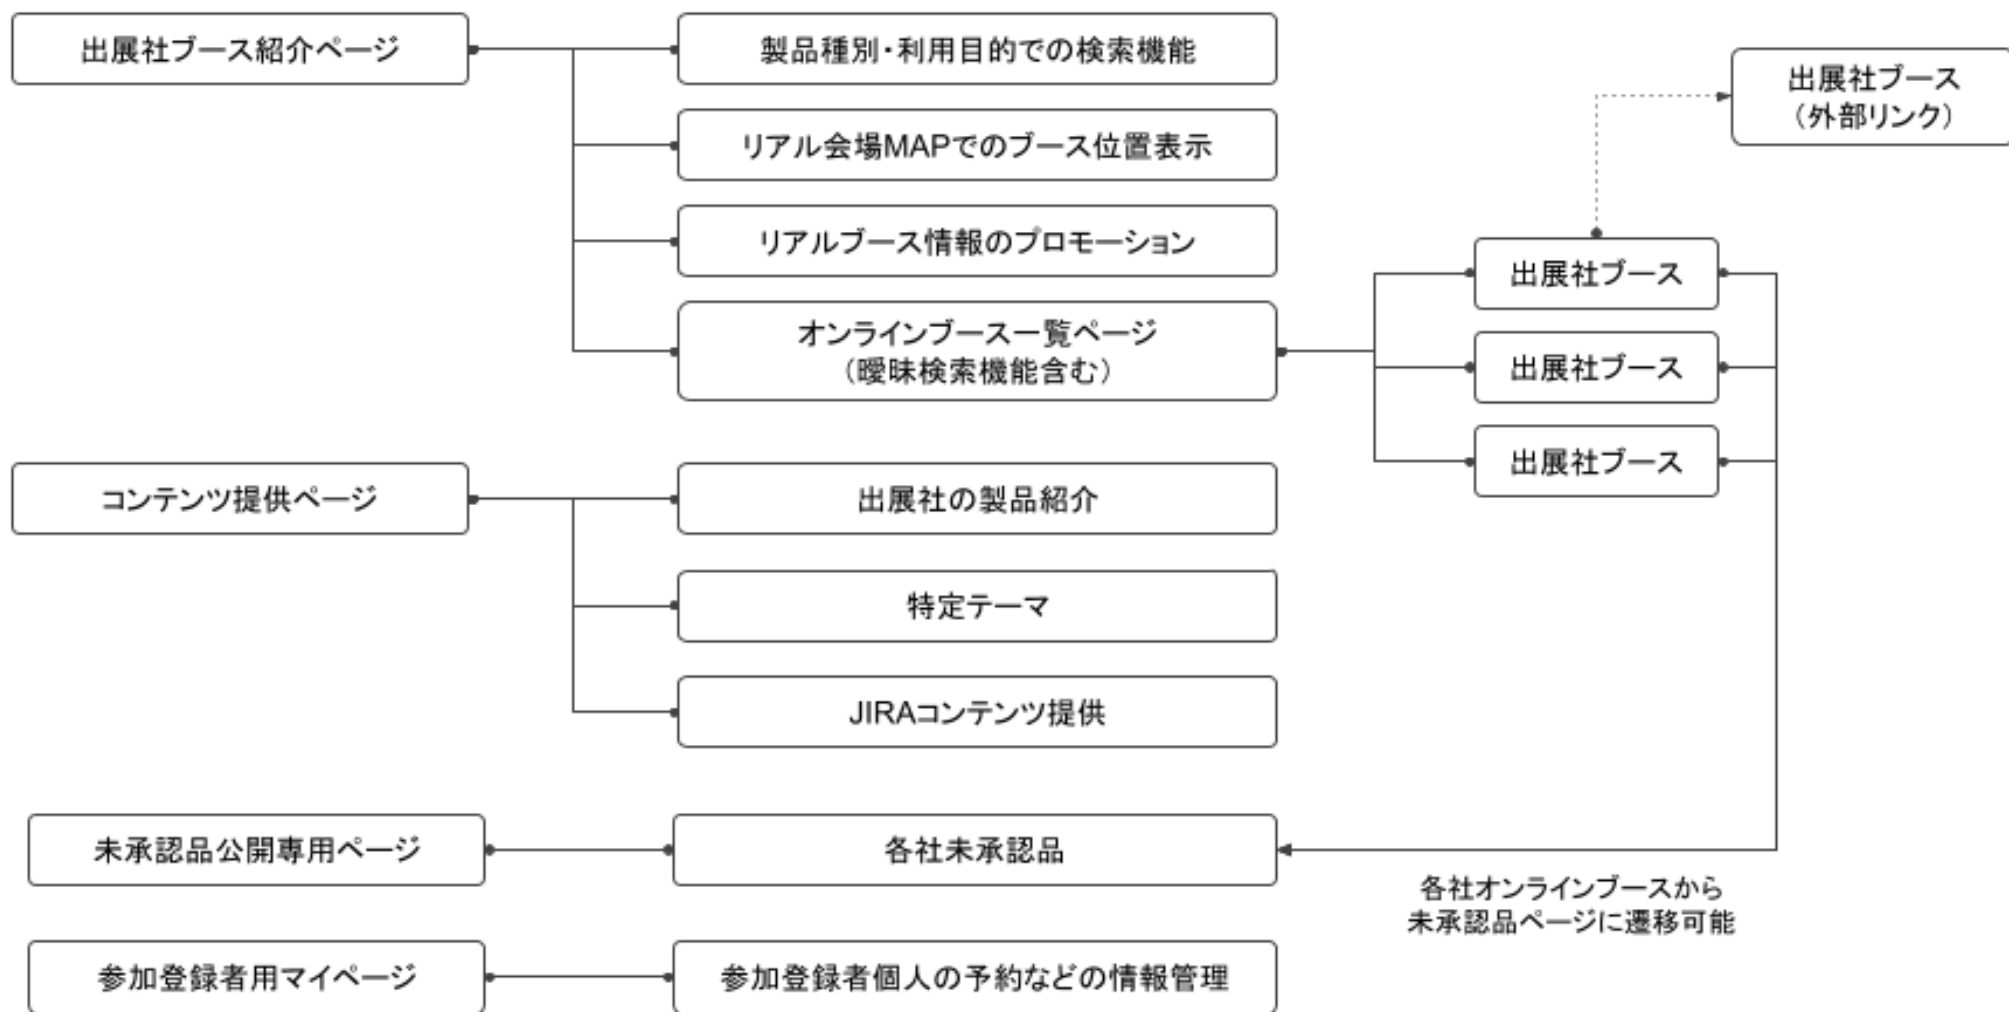 出展社ブース紹介ページ
製品種別・利用目的での検索機能
リアル会場MAPでのブース位置表示
リアルブース情報のプロモーション
オンラインブース一覧ページ
（曖昧検索機能含む）
出展社ブース
（外部リンク）
出展社ブース
出展社ブース
出展社ブース
コンテンツ提供ページ
出展社の製品紹介
特定テーマ
JIRAコンテンツ提供
未承認品公開専用ページ
各社未承認品
各社オンラインブースから
未承認品ページに遷移可能
参加登録者用マイページ
参加登録者個人の予約などの情報管理